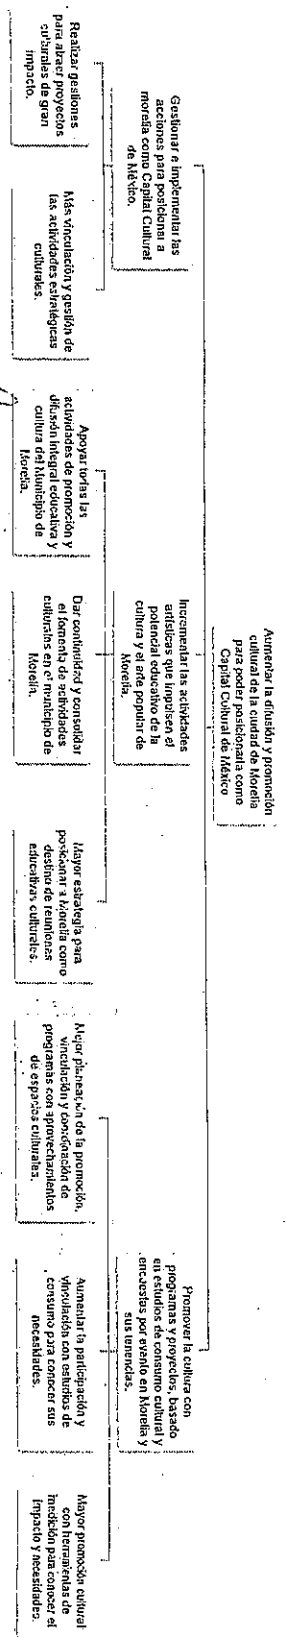 Aumentar la difusión y promoción
cultural de la ciudad de Morelia
para poder posicionarla como
Capital Cultural de México
Gestionar e implementar las
acciones para posicionar a
morelia como Capital Cultural
de México.
Incrementar las actividades
artísticas que impulsen el
potencial educativo de la
cultura y el arte popular de
Morelia.
Promover la cultura con
programas y proyectos, basado
en estudios de consumo cultural y
encuestas por evento en Morelia y
sus tenencias.
Realizar gestiones
para atraer proyectos
culturales de gran
impacto.
Más vinculación y gestión de
las actividades estratégicas
culturales.
Apoyar todas las
actividades de promoción y
difusión integral educativa y
cultura del Municipio de
Morelia.
Dar continuidad y consolidar
el fomento de actividades
culturales en el municipio de
Morelia.
Mayor estrategia para
posicionar a Morelia como
destino de reuniones
educativas culturales.
Mejor planeación de la promoción,
vinculación y coordinación de
programas con aprovechamientos
de espacios culturales.
Aumentar la participación y
vinculación con estudios de
consumo para conocer sus
necesidades.
Mayor promoción cultural
con herramientas de
medición para conocer el
impacto y necesidades.